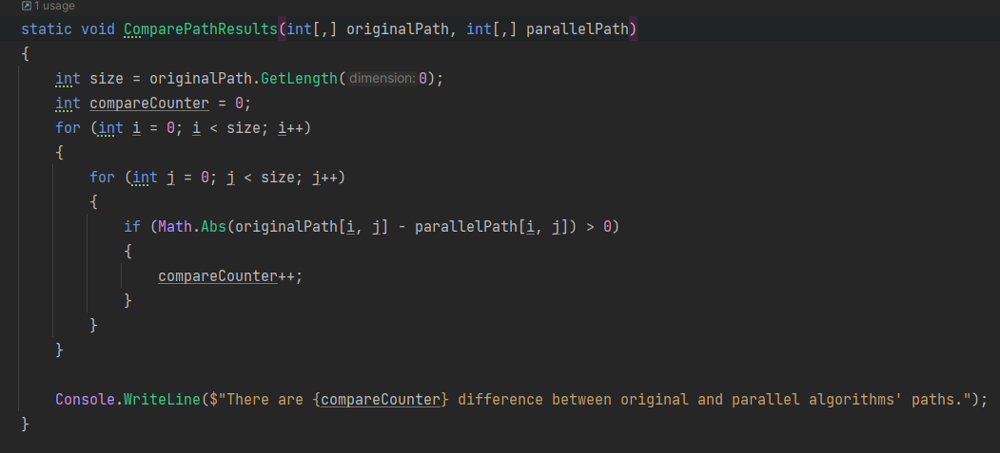 1 usage
static void ComparePathResults(int[,] originalPath, int[,] parallelPath)
{
    int size = originalPath.GetLength(dimension: 0);
    int compareCounter = 0;
    for (int i = 0; i < size; i++)
    {
        for (int j = 0; j < size; j++)
        {
            if (Math.Abs(originalPath[i, j] - parallelPath[i, j]) > 0)
            {
                compareCounter++;
            }
        }
    }
    Console.WriteLine($"There are {compareCounter} difference between original and parallel algorithms' paths.");
}